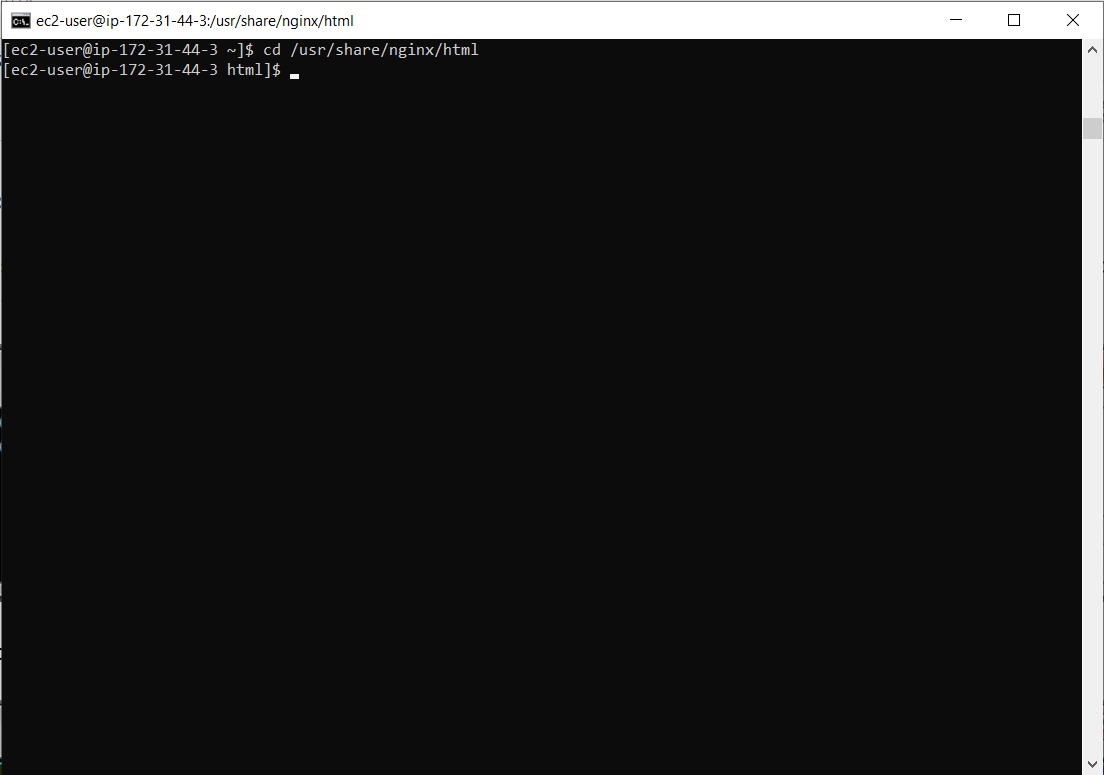 ec2-user@ip-172-31-44-3:/usr/share/nginx/html
[ec2-user@ip-172-31-44-3 ~]$ cd /usr/share/nginx/html
[ec2-user@ip-172-31-44-3 html]$